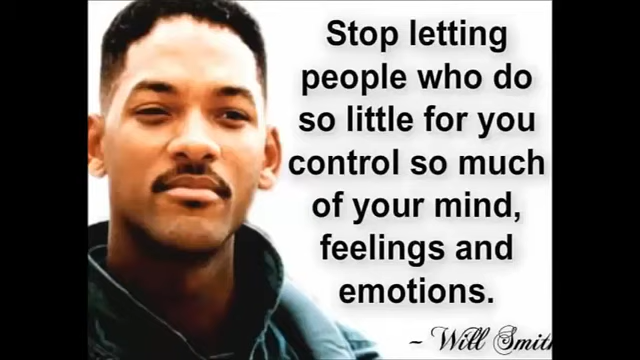 Stop letting
people who do
so little for you
control so much
of your mind,
feelings and
emotions.
~ Will Smith